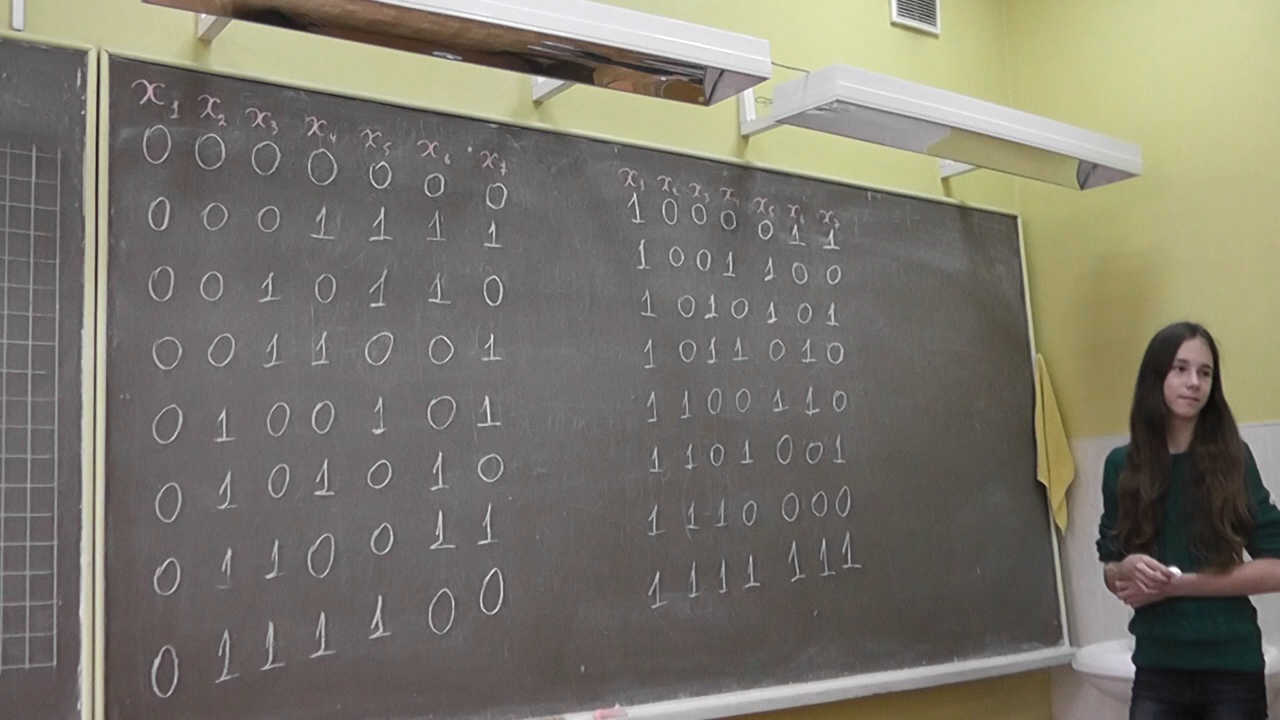 x₁ x₂ x₃ x₄ x₅ x₆ x₇
0 0 0 0 0 0 0
0 0 0 1 1 1 1
0 0 1 0 1 1 0
0 0 1 1 0 0 1
0 1 0 0 1 0 1
0 1 0 1 0 1 0
0 1 1 0 0 1 1
0 1 1 1 1 0 0
x₁ x₂ x₃ x₄ x₅ x₆ x₇
1 0 0 0 0 1 1
1 0 0 1 1 0 0
1 0 1 0 1 0 1
1 0 1 1 0 1 0
1 1 0 0 1 1 0
1 1 0 1 0 0 1
1 1 1 0 0 0 0
1 1 1 1 1 1 1